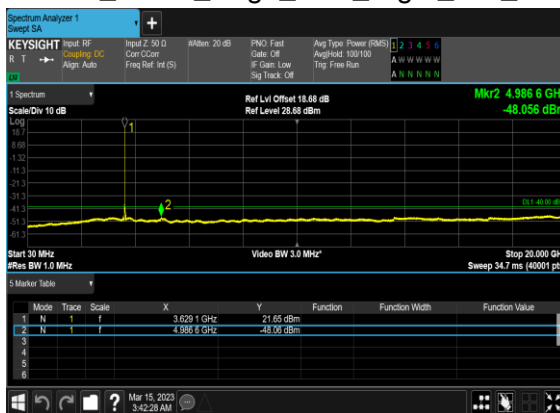 Spectrum Analyzer 1
Swept SA
+
KEYSIGHT Input: RF Input Z: 50 Ω #Atten: 20 dB PNO: Fast Avg Type: Power (RMS) 1 2 3 4 5 6
R T Coupling: DC Corr CCorr Gate: Off Avg|Hold: 100/100 A W W W W W
Align: Auto Freq Ref: Int (S) IF Gain: Low Trig: Free Run
LU Sig Track: Off A N N N N N
1 Spectrum Ref Lvl Offset 18.68 dB Mkr2 4.986 6 GH
Scale/Div 10 dB Ref Level 28.68 dBm -48.056 dBr
Log
18.7
8.68
-1.32
-11.3
-21.3
-31.3
-41.3
-51.3
-61.3
1
2
DL1 -40.00 dB
Start 30 MHz Video BW 3.0 MHz* Stop 20.000 GH
#Res BW 1.0 MHz Sweep 34.7 ms (40001 pt
5 Marker Table
Mode Trace Scale X Y Function Function Width Function Value
1 N 1 f 3.629 1 GHz 21.65 dBm
2 N 1 f 4.986 6 GHz -48.06 dBm
3
4
5
6
? Mar 15, 2023
3:42:28 AM